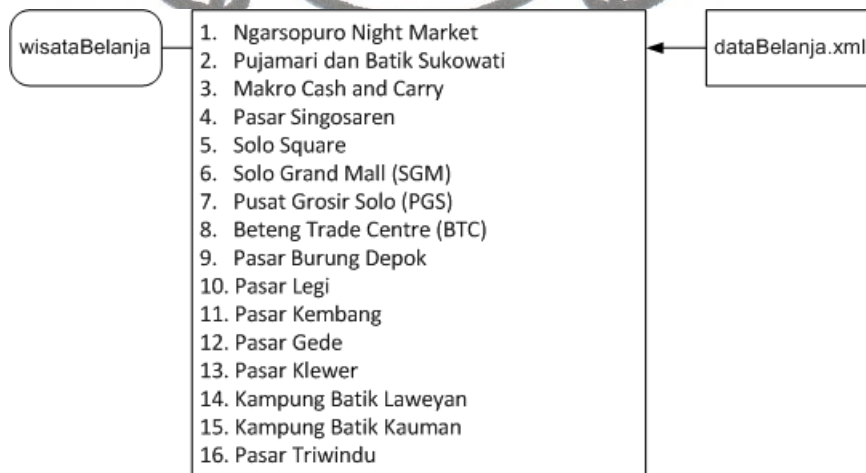 wisataBelanja
1. Ngarsopuro Night Market
2. Pujamari dan Batik Sukowati
3. Makro Cash and Carry
4. Pasar Singosaren
5. Solo Square
6. Solo Grand Mall (SGM)
7. Pusat Grosir Solo (PGS)
8. Beteng Trade Centre (BTC)
9. Pasar Burung Depok
10. Pasar Legi
11. Pasar Kembang
12. Pasar Gede
13. Pasar Klewer
14. Kampung Batik Laweyan
15. Kampung Batik Kauman
16. Pasar Triwindu
dataBelanja.xml